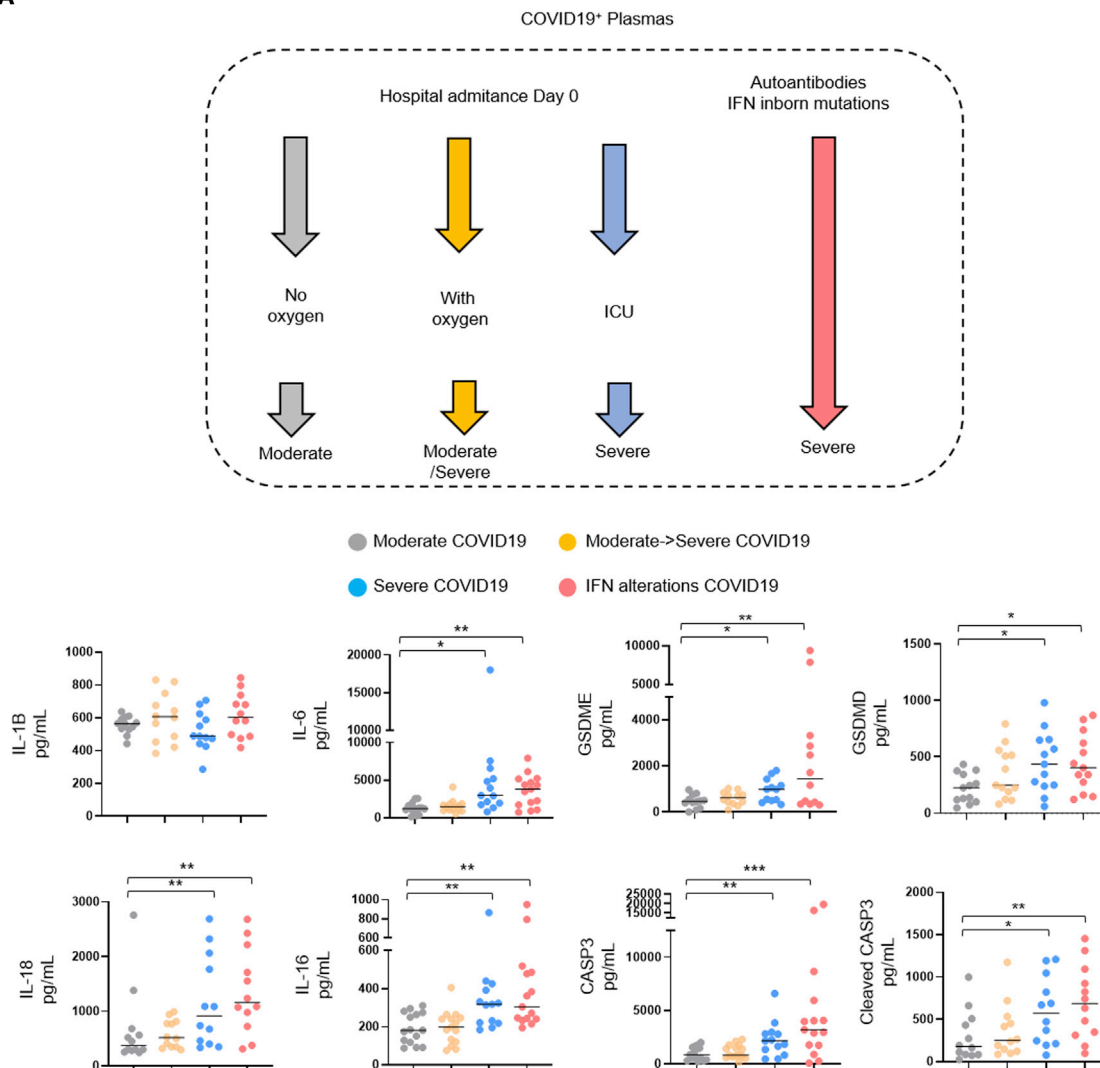 A
COVID19⁺ Plasmas
Hospital admitance Day 0
Autoantibodies
IFN inborn mutations
No
oxygen
With
oxygen
ICU
Moderate
Moderate
/Severe
Severe
Severe
Moderate COVID19
Moderate->Severe COVID19
Severe COVID19
IFN alterations COVID19
IL-1B
pg/mL
1000
800
600
400
200
0
IL-6
pg/mL
**
*
20000
15000
10000
10000
5000
0
GSDME
pg/mL
**
*
10000
5000
4000
2000
0
GSDMD
pg/mL
*
*
1500
1000
500
0
IL-18
pg/mL
**
**
3000
2000
1000
0
IL-16
pg/mL
**
**
1000
800
600
600
400
200
0
CASP3
pg/mL
***
**
25000
20000
15000
10000
10000
5000
0
Cleaved CASP3
pg/mL
**
*
2000
1500
1000
500
0